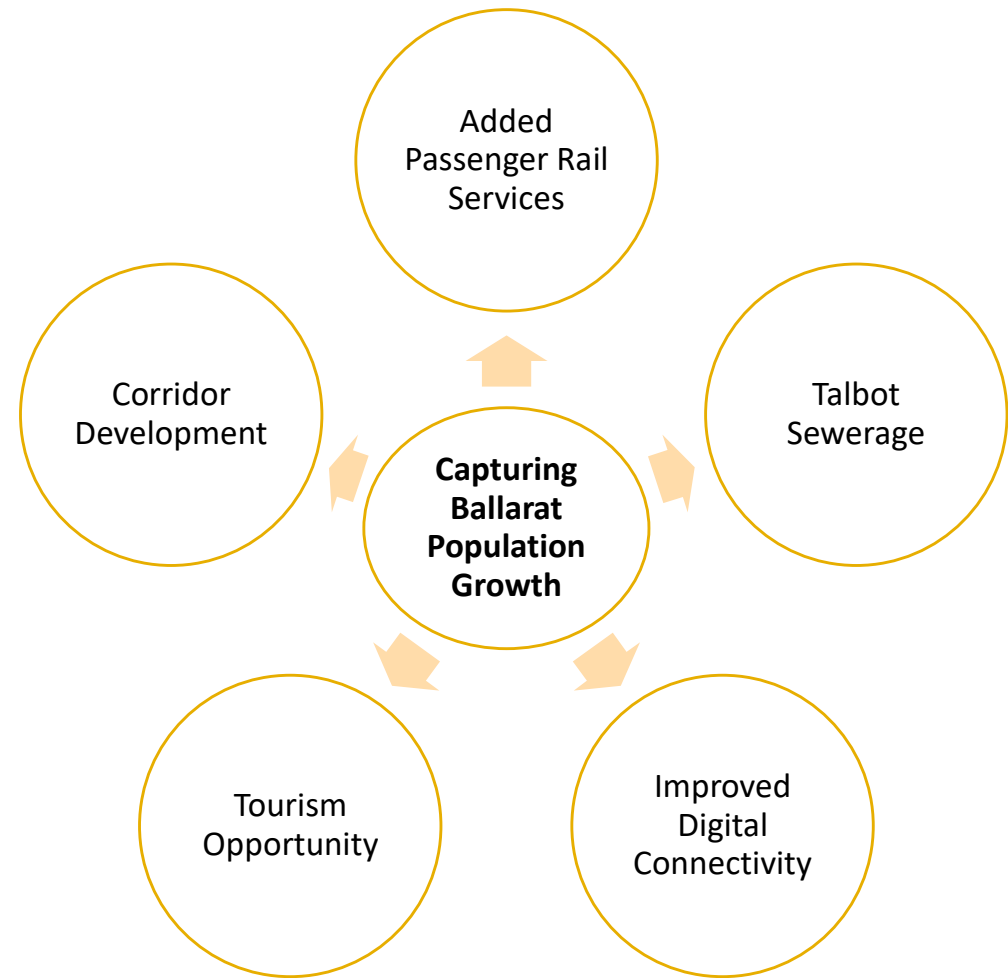 Added
Passenger Rail
Services
Corridor
Development
Talbot
Sewerage
Capturing
Ballarat
Population
Growth
Tourism
Opportunity
Improved
Digital
Connectivity